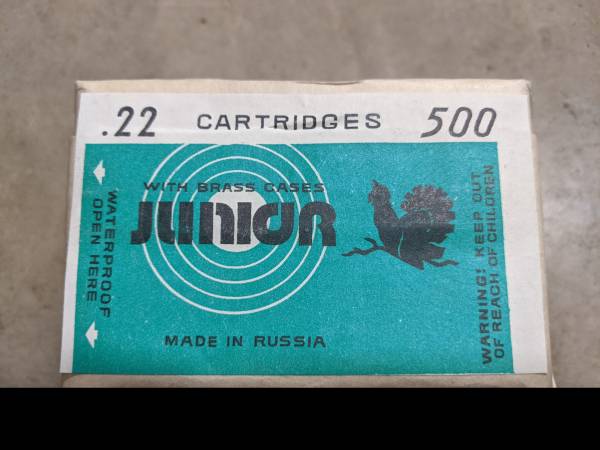 .22 CARTRIDGES 500
WITH BRASS CASES
JUNIOR
MADE IN RUSSIA
WATERPROOF
OPEN HERE
WARNING! KEEP OUT
OF REACH OF CHILDREN